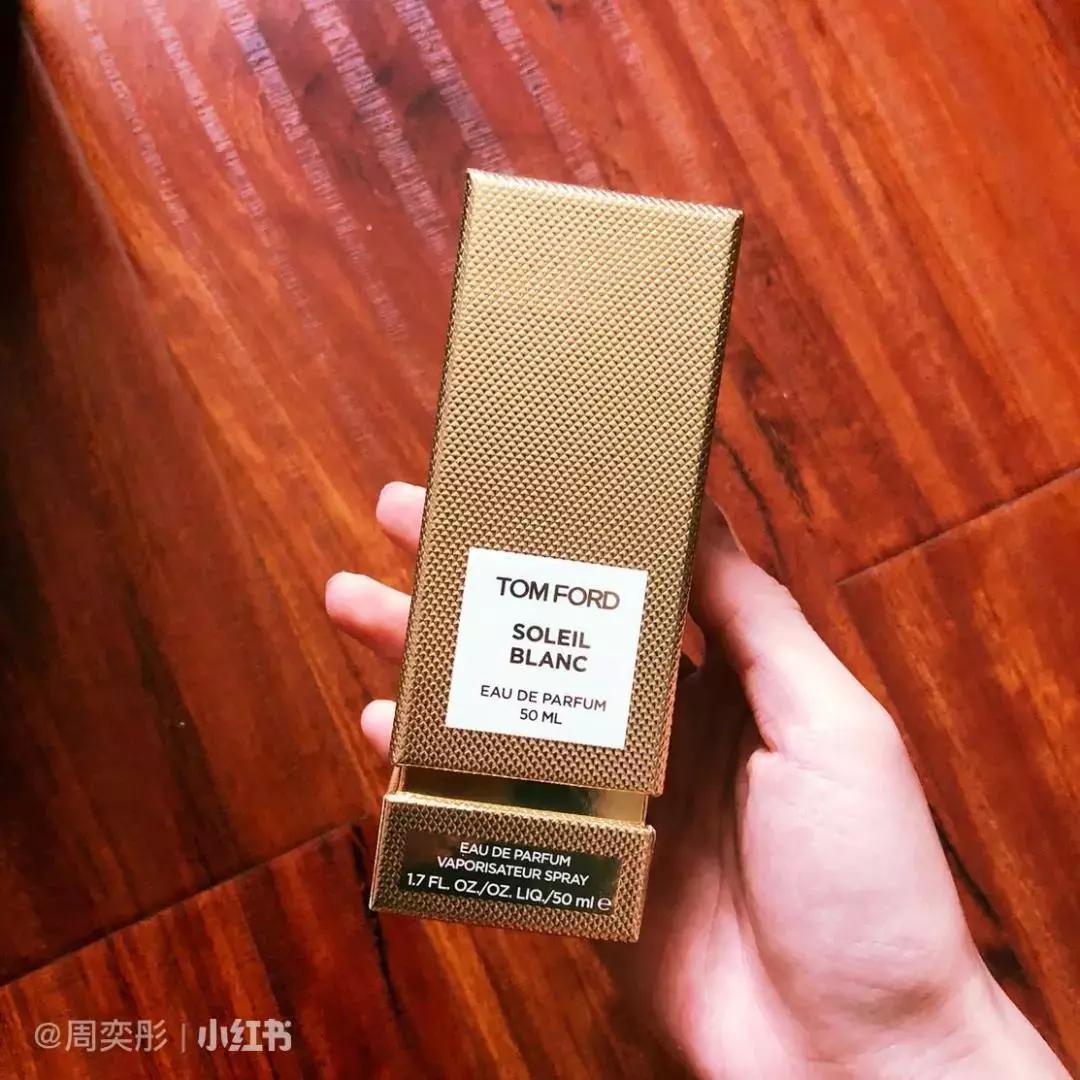 TOM FORD
SOLEIL
BLANC
EAU DE PARFUM
50 ML
EAU DE PARFUM
VAPORISATEUR SPRAY
1.7 FL. OZ./OZ. LIQ./50 ml ℮
@周奕彤 | 小红书